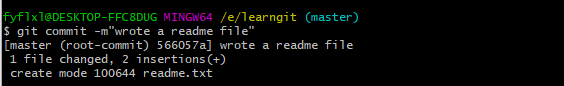 fyflxl@DESKTOP-FFC8DUG MINGW64 /e/learngit (master)
$ git commit -m"wrote a readme file"
[master (root-commit) 566057a] wrote a readme file
 1 file changed, 2 insertions(+)
 create mode 100644 readme.txt